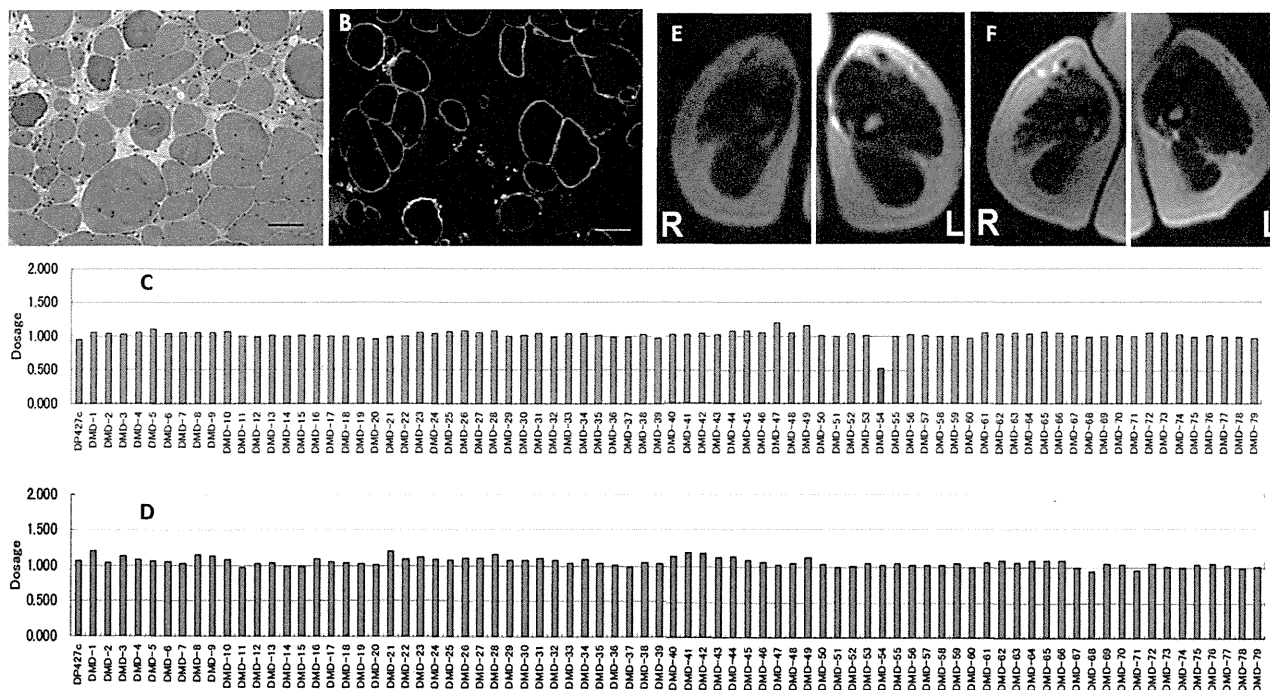 A
B
E
F
R
L
R
L
C
2.000
1.500
1.000
0.500
0.000
Dosage
DP427c
DMD-1
DMD-2
DMD-3
DMD-4
DMD-5
DMD-6
DMD-7
DMD-8
DMD-9
DMD-10
DMD-11
DMD-12
DMD-13
DMD-14
DMD-15
DMD-16
DMD-17
DMD-18
DMD-19
DMD-20
DMD-21
DMD-22
DMD-23
DMD-24
DMD-25
DMD-26
DMD-27
DMD-28
DMD-29
DMD-30
DMD-31
DMD-32
DMD-33
DMD-34
DMD-35
DMD-36
DMD-37
DMD-38
DMD-39
DMD-40
DMD-41
DMD-42
DMD-43
DMD-44
DMD-45
DMD-46
DMD-47
DMD-48
DMD-49
DMD-50
DMD-51
DMD-52
DMD-53
DMD-54
DMD-55
DMD-56
DMD-57
DMD-58
DMD-59
DMD-60
DMD-61
DMD-62
DMD-63
DMD-64
DMD-65
DMD-66
DMD-67
DMD-68
DMD-69
DMD-70
DMD-71
DMD-72
DMD-73
DMD-74
DMD-75
DMD-76
DMD-77
DMD-78
DMD-79
D
2.000
1.500
1.000
0.500
0.000
Dosage
DP427c
DMD-1
DMD-2
DMD-3
DMD-4
DMD-5
DMD-6
DMD-7
DMD-8
DMD-9
DMD-10
DMD-11
DMD-12
DMD-13
DMD-14
DMD-15
DMD-16
DMD-17
DMD-18
DMD-19
DMD-20
DMD-21
DMD-22
DMD-23
DMD-24
DMD-25
DMD-26
DMD-27
DMD-28
DMD-29
DMD-30
DMD-31
DMD-32
DMD-33
DMD-34
DMD-35
DMD-36
DMD-37
DMD-38
DMD-39
DMD-40
DMD-41
DMD-42
DMD-43
DMD-44
DMD-45
DMD-46
DMD-47
DMD-48
DMD-49
DMD-50
DMD-51
DMD-52
DMD-53
DMD-54
DMD-55
DMD-56
DMD-57
DMD-58
DMD-59
DMD-60
DMD-61
DMD-62
DMD-63
DMD-64
DMD-65
DMD-66
DMD-67
DMD-68
DMD-69
DMD-70
DMD-71
DMD-72
DMD-73
DMD-74
DMD-75
DMD-76
DMD-77
DMD-78
DMD-79